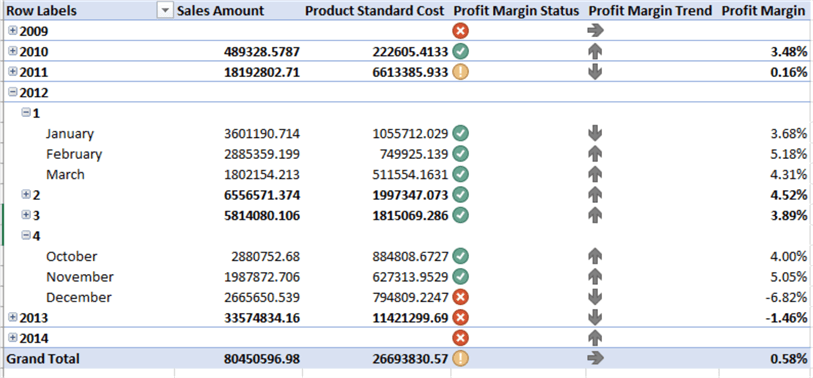 Row Labels Sales Amount Product Standard Cost Profit Margin Status Profit Margin Trend Profit Margin
2009
2010 489328.5787 222605.4133 3.48%
2011 18192802.71 6613385.933 0.16%
2012
1
January 3601190.714 1055712.029 3.68%
February 2885359.199 749925.139 5.18%
March 1802154.213 511554.1631 4.31%
2 6556571.374 1997347.073 4.52%
3 5814080.106 1815069.286 3.89%
4
October 2880752.68 884808.6727 4.00%
November 1987872.706 627313.9529 5.05%
December 2665650.539 794809.2247 -6.82%
2013 33574834.16 11421299.69 -1.46%
2014
Grand Total 80450596.98 26693830.57 0.58%